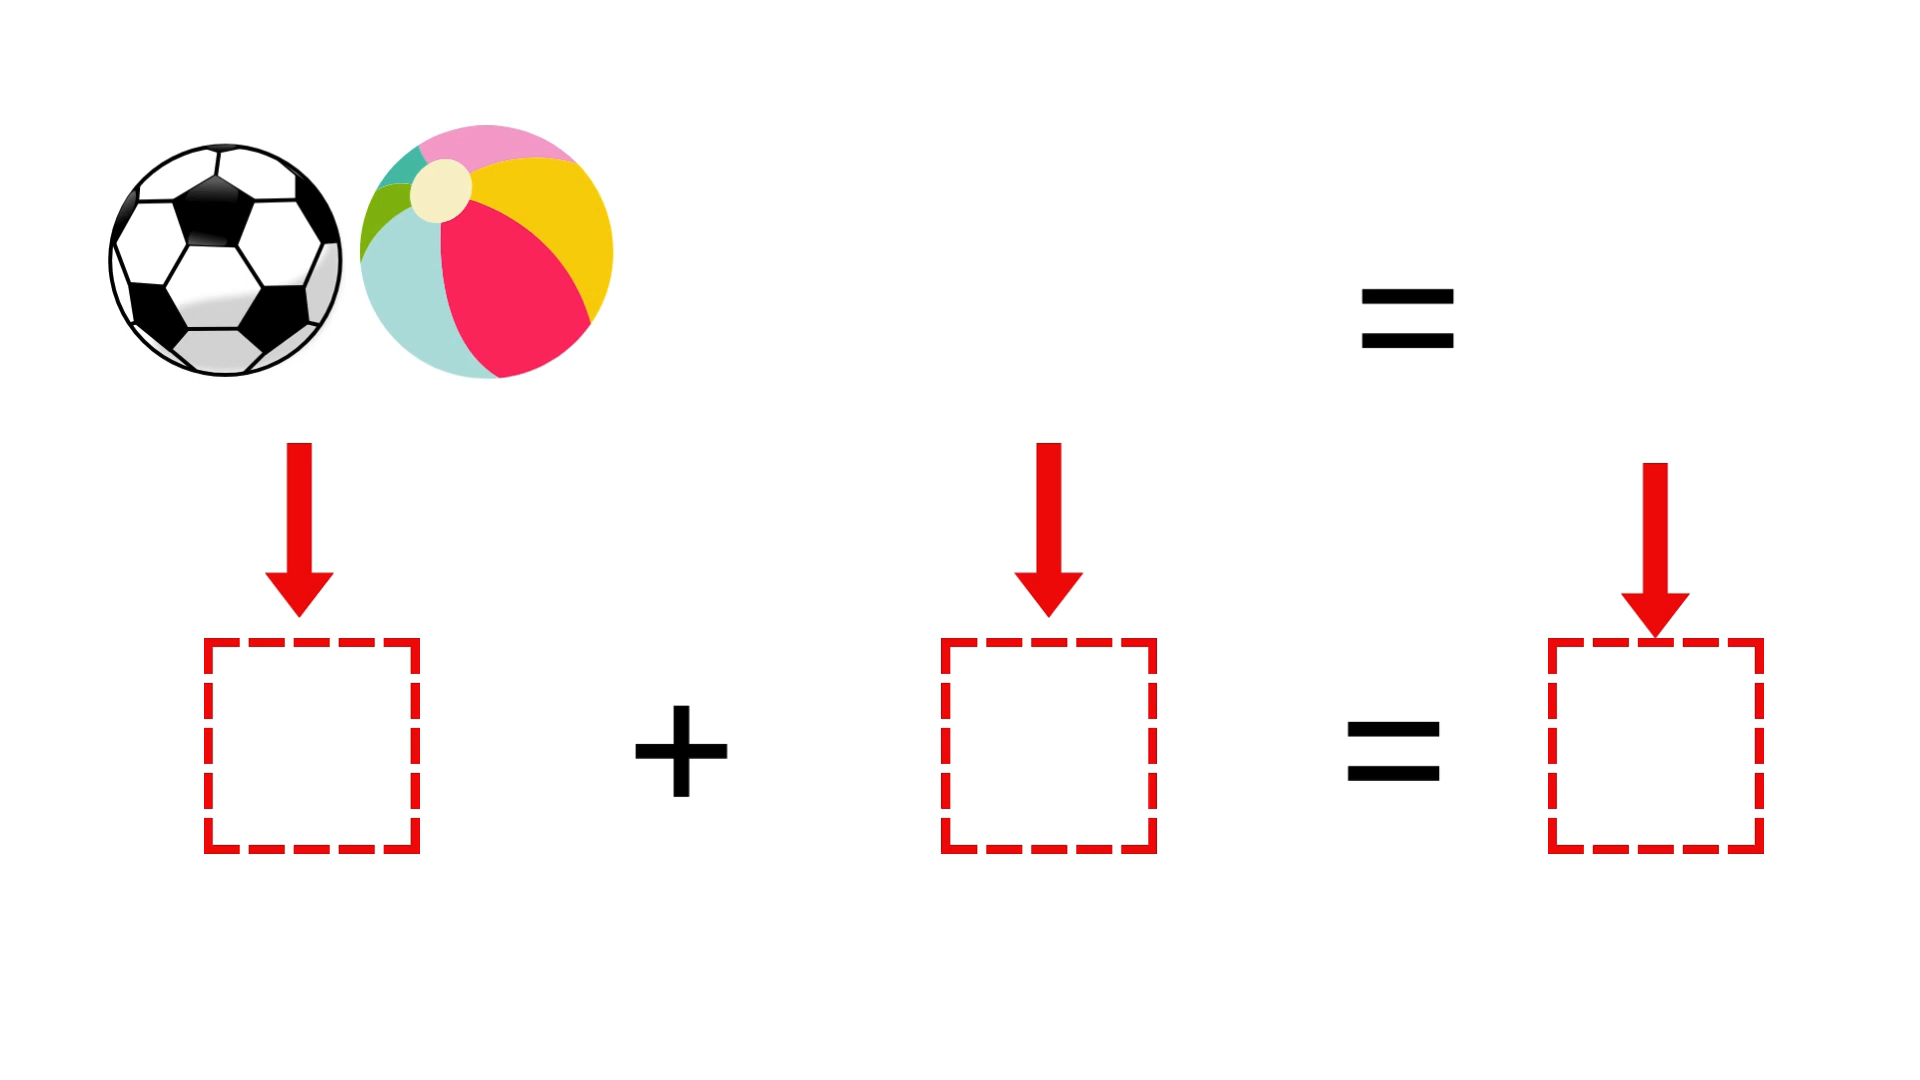 =
+ =